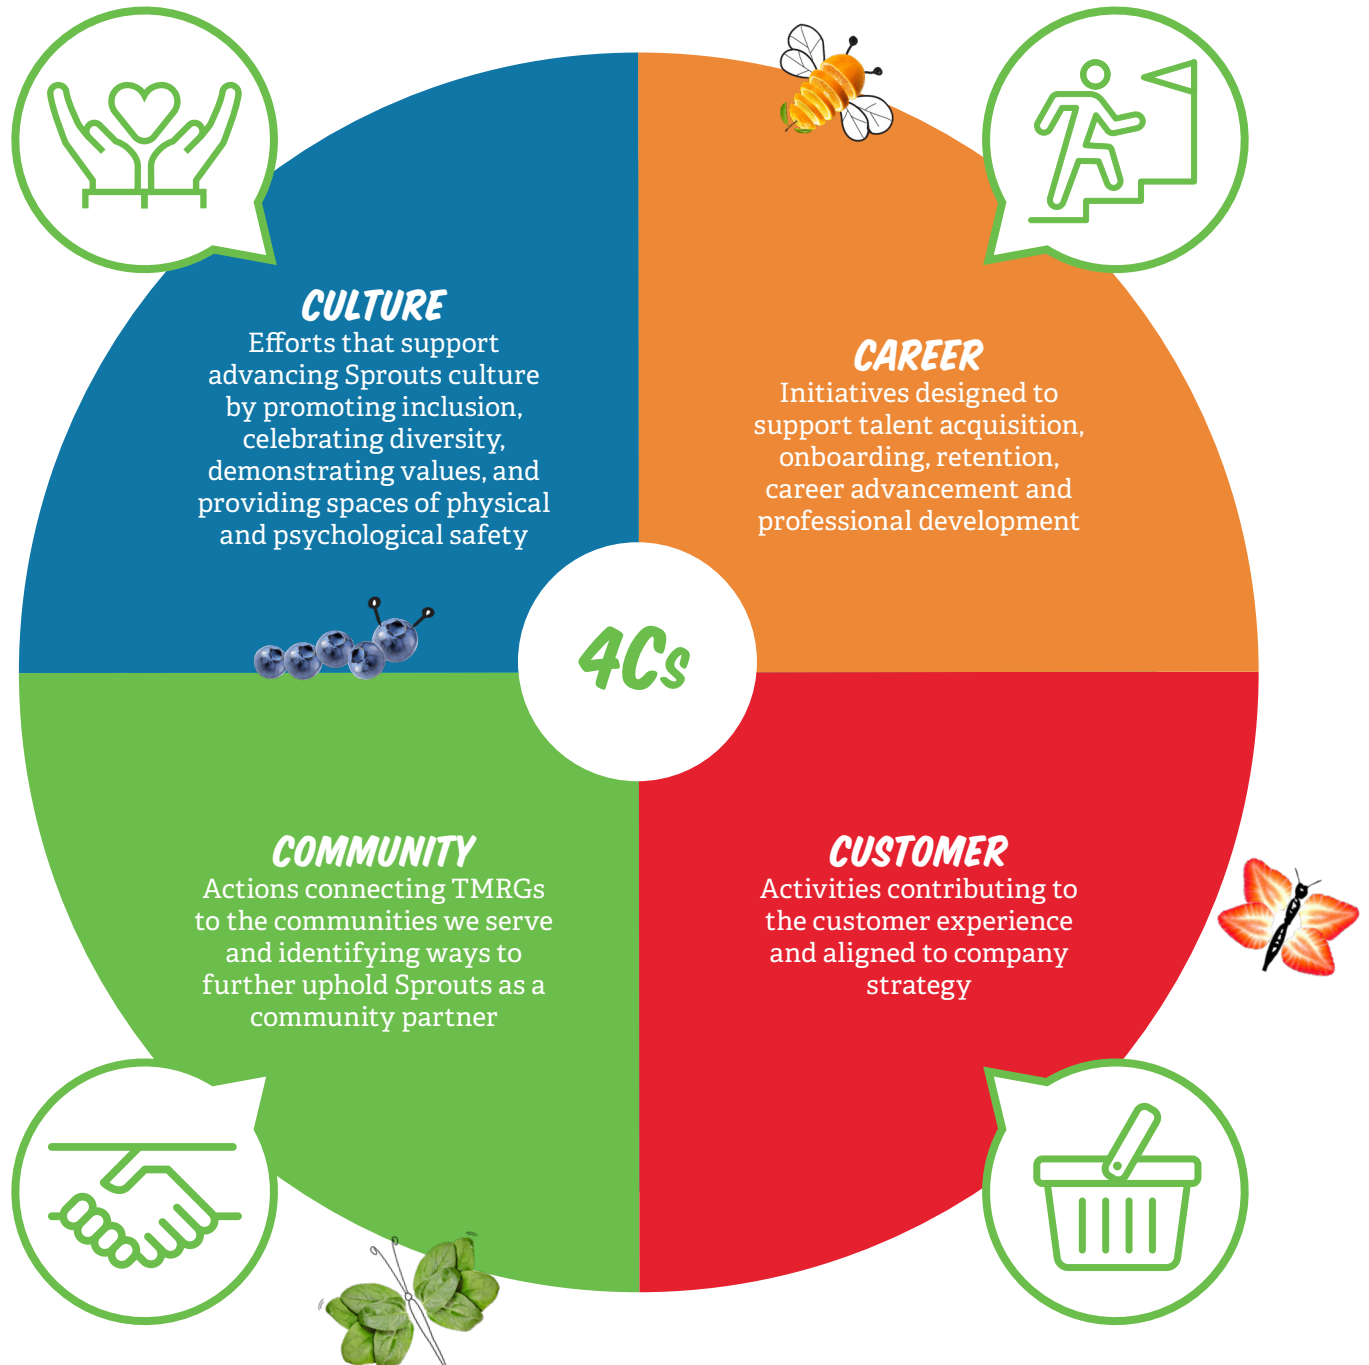 CULTURE
Efforts that support
advancing Sprouts culture
by promoting inclusion,
celebrating diversity,
demonstrating values, and
providing spaces of physical
and psychological safety
CAREER
Initiatives designed to
support talent acquisition,
onboarding, retention,
career advancement and
professional development
4Cs
COMMUNITY
Actions connecting TMRGs
to the communities we serve
and identifying ways to
further uphold Sprouts as a
community partner
CUSTOMER
Activities contributing to
the customer experience
and aligned to company
strategy